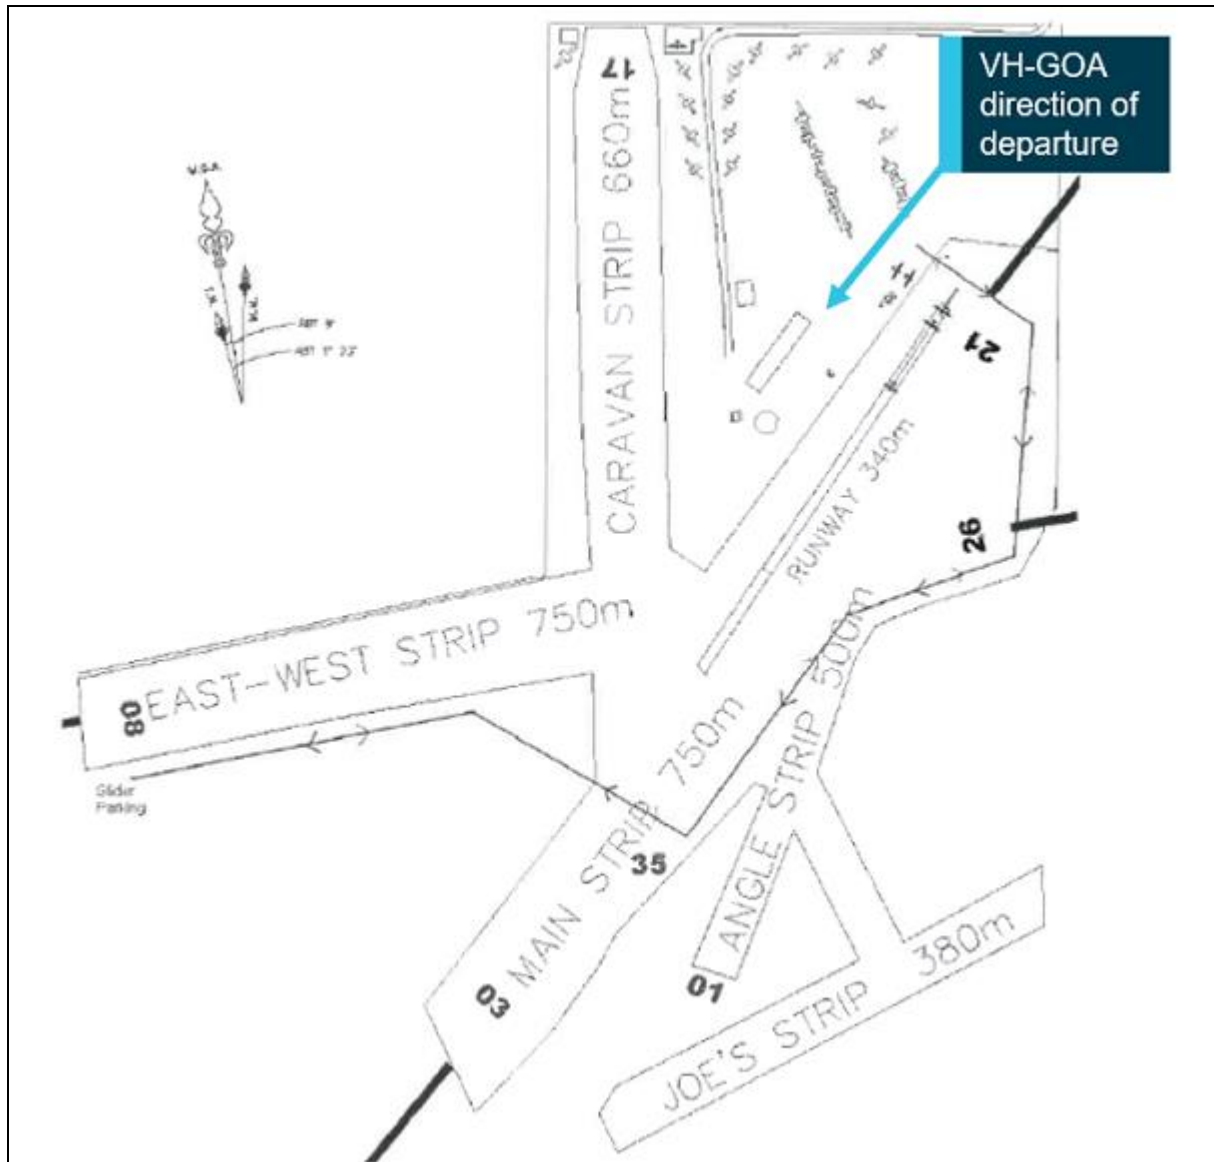 VH-GOA
direction of
departure
17
CARAVAN STRIP 660m
21
RUNWAY 340m
26
EAST-WEST STRIP 750m
08
Glider
Parking
MAIN STRIP 750m
35
ANGLE STRIP 500m
03
01
JOE'S STRIP 380m